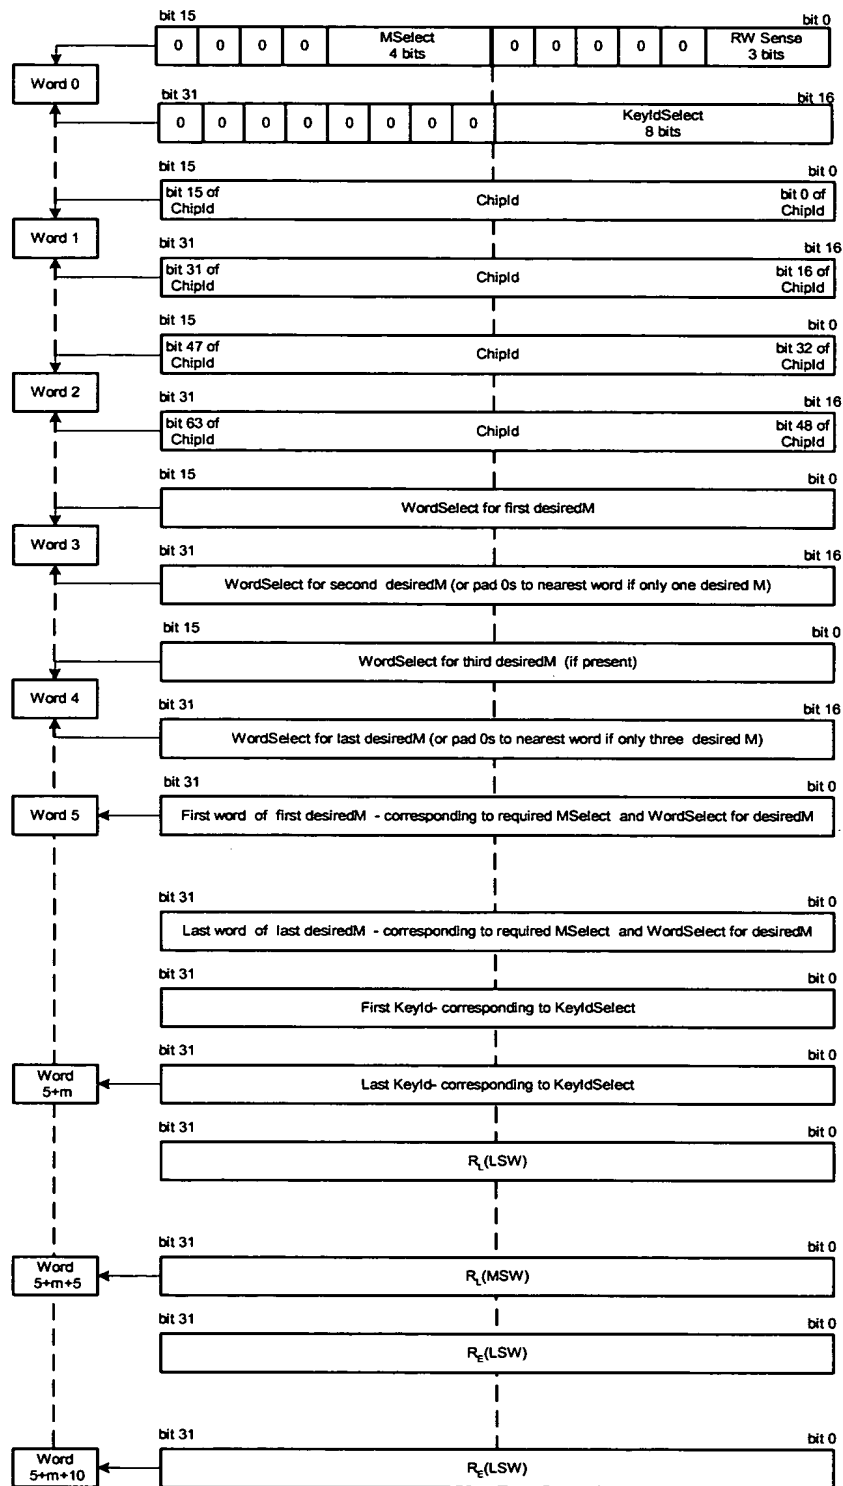 bit 15 bit 0
0 0 0 0 MSelect 4 bits 0 0 0 0 0 RW Sense 3 bits
Word 0
bit 31 bit 16
0 0 0 0 0 0 0 0 KeyIdSelect 8 bits
bit 15 bit 0
bit 15 of ChipId ChipId bit 0 of ChipId
Word 1
bit 31 bit 16
bit 31 of ChipId ChipId bit 16 of ChipId
bit 15 bit 0
bit 47 of ChipId ChipId bit 32 of ChipId
Word 2
bit 31 bit 16
bit 63 of ChipId ChipId bit 48 of ChipId
bit 15 bit 0
WordSelect for first desiredM
Word 3
bit 31 bit 16
WordSelect for second desiredM (or pad 0s to nearest word if only one desired M)
bit 15 bit 0
WordSelect for third desiredM (if present)
Word 4
bit 31 bit 16
WordSelect for last desiredM (or pad 0s to nearest word if only three desired M)
bit 31 bit 0
Word 5 First word of first desiredM - corresponding to required MSelect and WordSelect for desiredM
bit 31 bit 0
Last word of last desiredM - corresponding to required MSelect and WordSelect for desiredM
bit 31 bit 0
First KeyId- corresponding to KeyIdSelect
bit 31 bit 0
Word 5+m Last KeyId- corresponding to KeyIdSelect
bit 31 bit 0
RL(LSW)
bit 31 bit 0
Word 5+m+5 RL(MSW)
bit 31 bit 0
RE(LSW)
bit 31 bit 0
Word 5+m+10 RE(LSW)